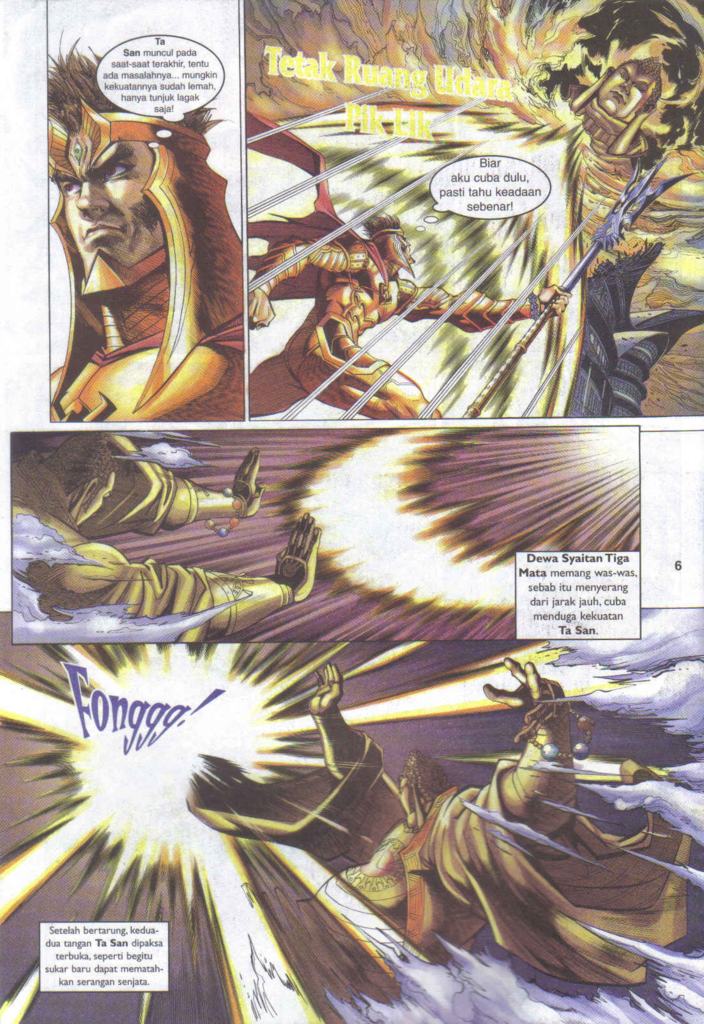 Ta
San muncul pada
saat-saat terakhir, tentu
ada masalahnya... mungkin
kekuatannya sudah lemah,
hanya tunjuk lagak
saja!
Tetak Ruang Udara
Pik Lik
Biar
aku cuba dulu,
pasti tahu keadaan
sebenar!
Dewa Syaitan Tiga
Mata memang was-was,
sebab itu menyerang
dari jarak jauh, cuba
menduga kekuatan
Ta San.
6
Fonggg!
Setelah bertarung, kedua-
dua tangan Ta San dipaksa
terbuka, seperti begitu
sukar baru dapat mematah-
kan serangan senjata.